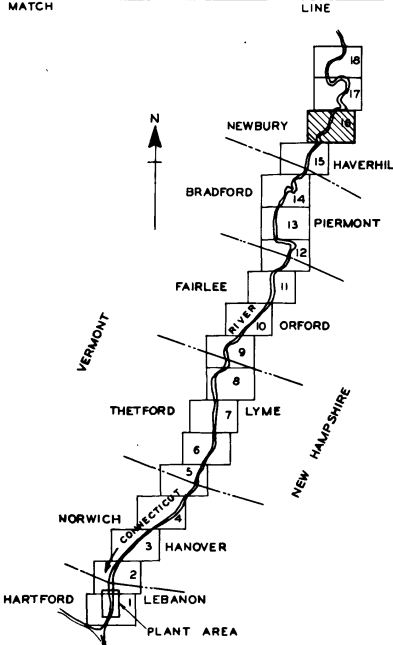 MATCH LINE
18
17
N
16
NEWBURY
15
HAVERHIL
BRADFORD
14
13
PIERMONT
12
FAIRLEE
11
RIVER
10
ORFORD
VERMONT
9
8
THETFORD
7
LYME
NEW HAMPSHIRE
6
5
CONNECTICUT
NORWICH
4
3
HANOVER
2
HARTFORD
1
LEBANON
PLANT AREA